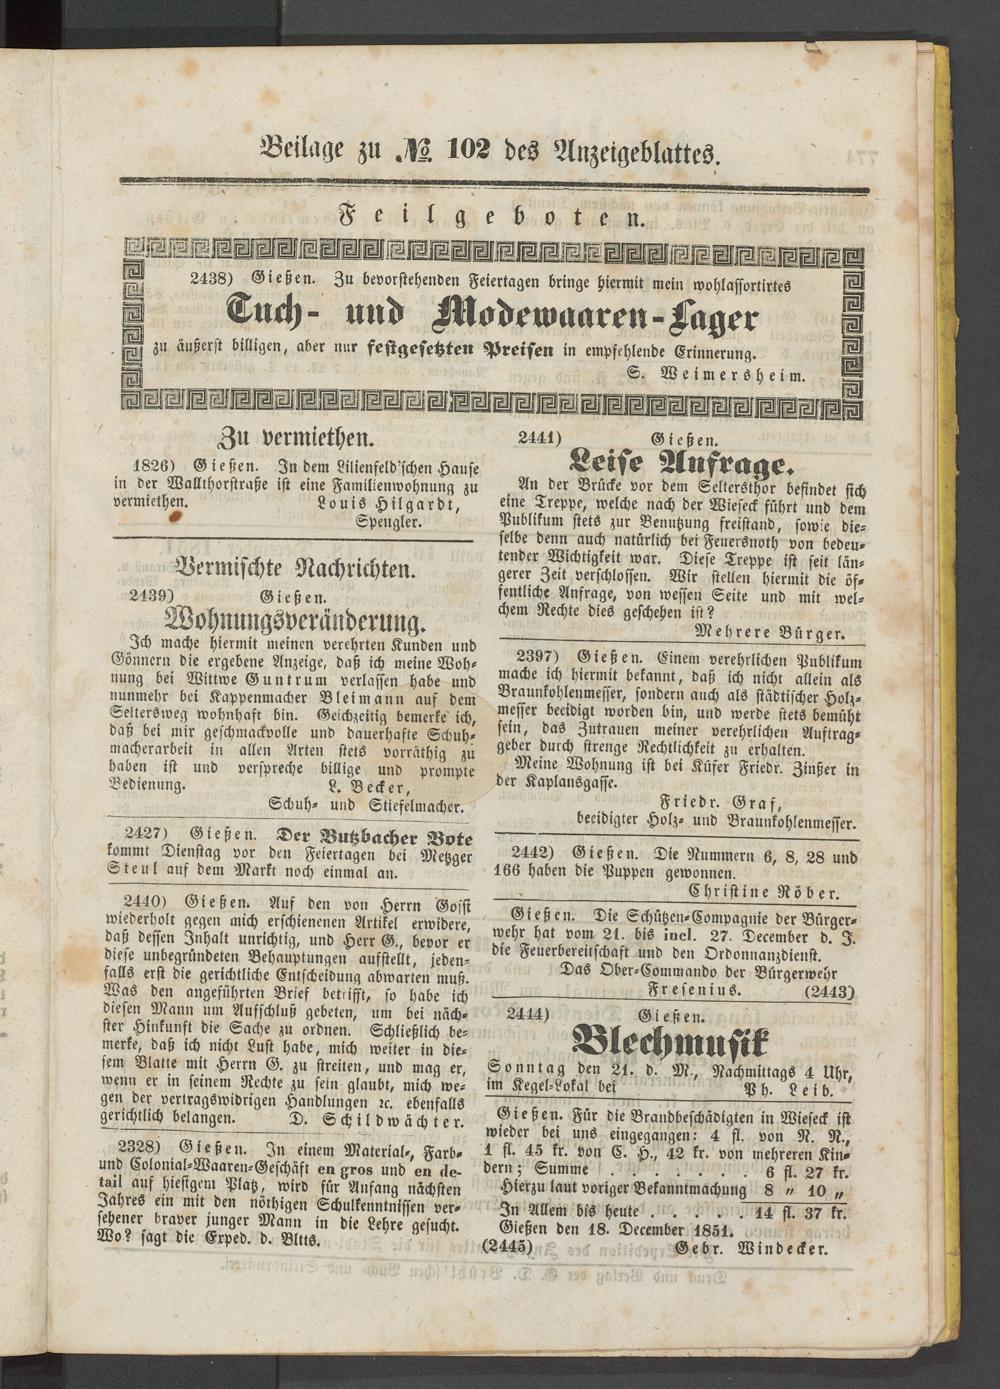 Beilage zu № 102 des Anzeigeblattes.
Feilgeboten.
2438) Gießen. Zu bevorstehenden Feiertagen bringe hiermit mein wohlassortirtes
Tuch- und Modewaaren-Lager
zu äußerst billigen, aber nur festgesetzten Preisen in empfehlende Erinnerung.
S. Weimersheim.
Zu vermiethen.
1826) Gießen. In dem Lilienfeld'schen Hause
in der Wallthorstraße ist eine Familienwohnung zu
vermiethen. Louis Hilgardt,
Spengler.
Vermischte Nachrichten.
2439) Gießen.
Wohnungsveränderung.
Ich mache hiermit meinen verehrten Kunden und
Gönnern die ergebene Anzeige, daß ich meine Woh-
nung bei Wittwe Guntrum verlassen habe und
nunmehr bei Kappenmacher Bleimann auf dem
Seltersweg wohnhaft bin. Geichzeitig bemerke ich,
daß bei mir geschmackvolle und dauerhafte Schuh-
macherarbeit in allen Arten stets vorräthig zu
haben ist und verspreche billige und prompte
Bedienung. L. Becker,
Schuh- und Stiefelmacher.
2427) Gießen. Der Butzbacher Bote
kommt Dienstag vor den Feiertagen bei Metzger
Steul auf dem Markt noch einmal an.
2440) Gießen. Auf den von Herrn Gosst
wiederholt gegen mich erschienenen Artikel erwidere,
daß dessen Inhalt unrichtig, und Herr G., bevor er
diese unbegründeten Behauptungen aufstellt, jeden-
falls erst die gerichtliche Entscheidung abwarten muß.
Was den angeführten Brief betrifft, so habe ich
diesen Mann um Aufschluß gebeten, um bei näch-
ster Hinkunft die Sache zu ordnen. Schließlich be-
merke, daß ich nicht Lust habe, mich weiter in die-
sem Blatte mit Herrn G. zu streiten, und mag er,
wenn er in seinem Rechte zu sein glaubt, mich we-
gen der vertragswidrigen Handlungen ꝛc. ebenfalls
gerichtlich belangen. D. Schildwächter.
2328) Gießen. In einem Material-, Farb-
und Colonial-Waaren-Geschäft en gros und en de-
tail auf hiesigem Platz, wird für Anfang nächsten
Jahres ein mit den nöthigen Schulkenntnissen ver-
sehener braver junger Mann in die Lehre gesucht.
Wo? sagt die Exped. d. Bltts.
2441) Gießen.
Leise Anfrage.
An der Brücke vor dem Seltersthor befindet sich
eine Treppe, welche nach der Wieseck führt und dem
Publikum stets zur Benutzung freistand, sowie die-
selbe denn auch natürlich bei Feuersnoth von bedeu-
tender Wichtigkeit war. Diese Treppe ist seit län-
gerer Zeit verschlossen. Wir stellen hiermit die öf-
fentliche Anfrage, von wessen Seite und mit wel-
chem Rechte dies geschehen ist?
Mehrere Bürger.
2397) Gießen. Einem verehrlichen Publikum
mache ich hiermit bekannt, daß ich nicht allein als
Braunkohlenmesser, sondern auch als städtischer Holz-
messer beeidigt worden bin, und werde stets bemüht
sein, das Zutrauen meiner verehrlichen Auftrag-
geber durch strenge Rechtlichkeit zu erhalten.
Meine Wohnung ist bei Küfer Friedr. Zinßer in
der Kaplansgasse.
Friedr. Graf,
beeidigter Holz- und Braunkohlenmesser.
2442) Gießen. Die Nummern 6, 8, 28 und
166 haben die Puppen gewonnen.
Christine Röber.
Gießen. Die Schützen-Compagnie der Bürger-
wehr hat vom 21. bis incl. 27. December d. J.
die Feuerbereitschaft und den Ordonnanzdienst.
Das Ober-Commando der Bürgerwehr
Fresenius. (2443)
2444) Gießen.
Blechmusik
Sonntag den 21. d. M., Nachmittags 4 Uhr,
im Kegel-Lokal bei Ph. Leib.
Gießen. Für die Brandbeschädigten in Wieseck ist
wieder bei uns eingegangen: 4 fl. von N. N.,
1 fl. 45 kr. von C. H., 42 kr. von mehreren Kin-
dern; Summe . . . . . . . 6 fl. 27 kr.
Hierzu laut voriger Bekanntmachung 8 „ 10 „
In Allem bis heute . . . . . 14 fl. 37 kr.
Gießen den 18. December 1851.
(2445) Gebr. Windecker.